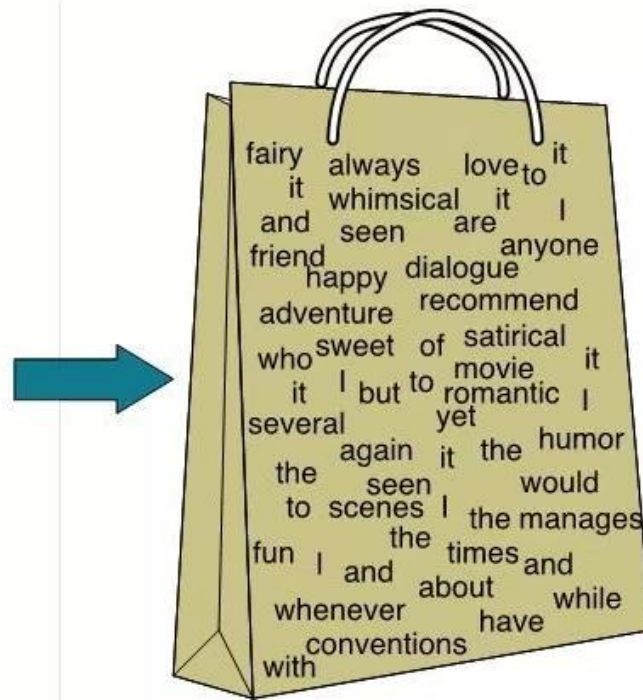 fairy always love to it
it whimsical it I
and seen are anyone
friend happy dialogue
adventure recommend
who sweet of satirical it
it I but to movie romantic I
several yet
again it the humor
the seen would
to scenes I the manages
fun I and the times and
about while
whenever have
conventions
with